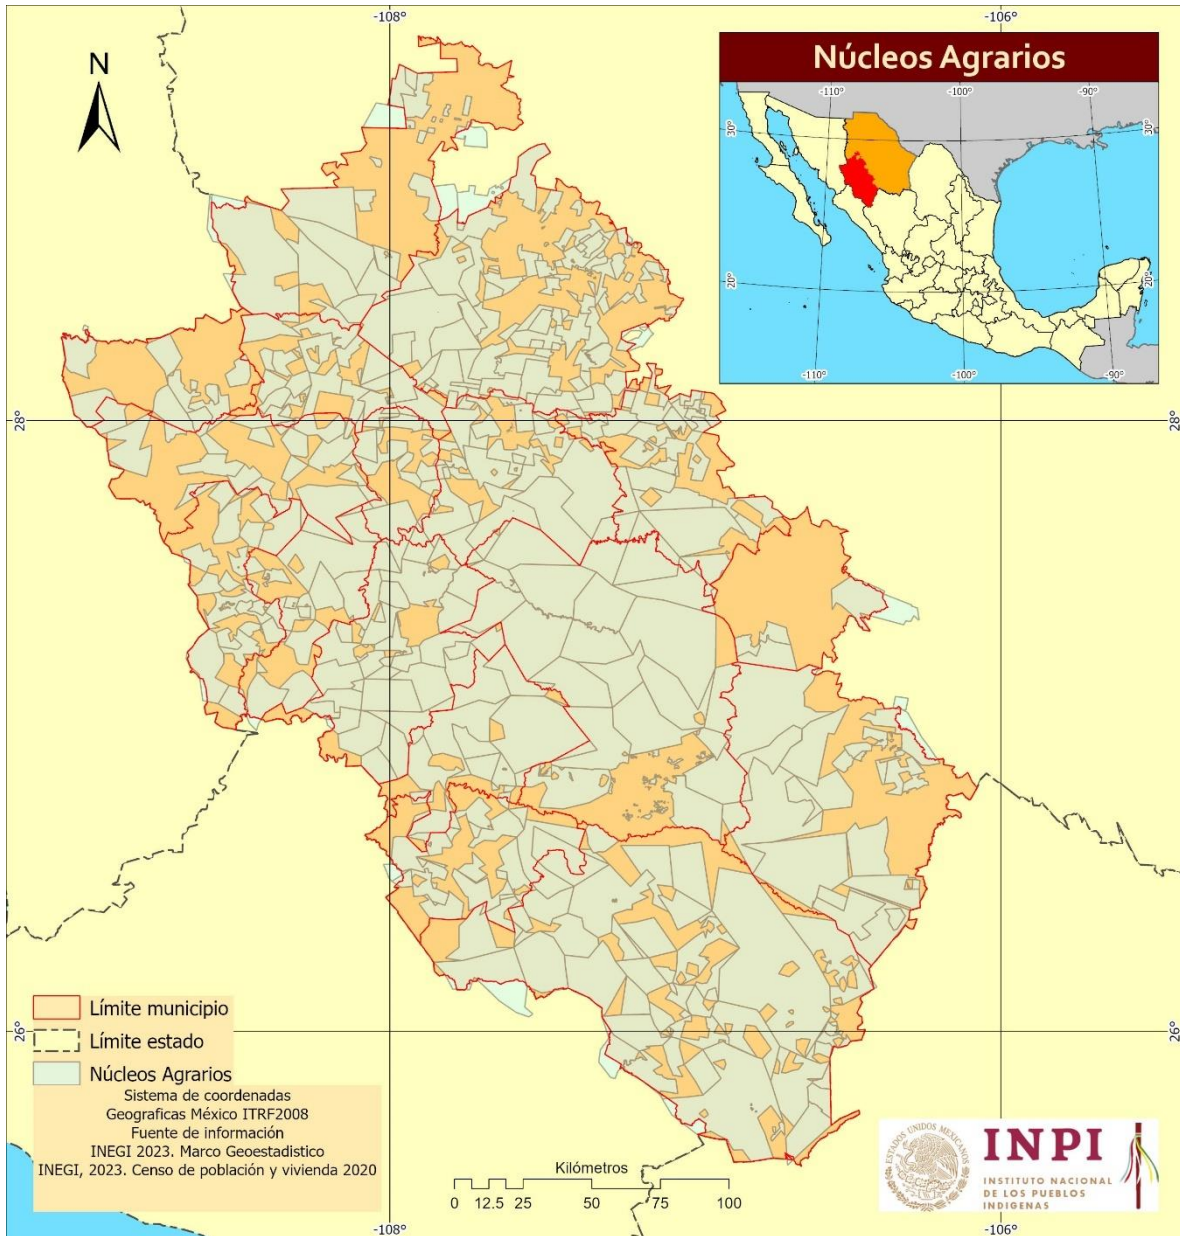 -108°
-106°
N
Núcleos Agrarios
-110°
-100°
-90°
30°
30°
20°
20°
-110°
-100°
-90°
28°
28°
26°
26°
Límite municipio
Límite estado
Núcleos Agrarios
Sistema de coordenadas
Geograficas México ITRF2008
Fuente de información
INEGI 2023. Marco Geoestadistico
INEGI, 2023. Censo de población y vivienda 2020
Kilómetros
0 12.5 25 50 75 100
ESTADOS UNIDOS MEXICANOS
INPI
INSTITUTO NACIONAL
DE LOS PUEBLOS
INDIGENAS
-108°
-106°